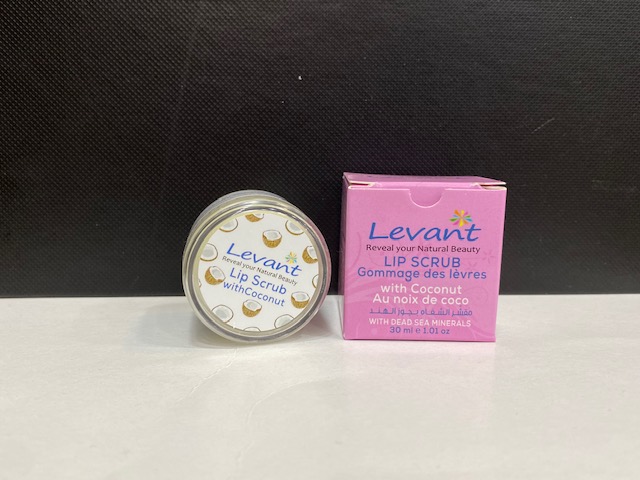 Levant
Reveal your Natural Beauty
Lip Scrub
withCoconut
Levant
Reveal your Natural Beauty
LIP SCRUB
Gommage des lèvres
with Coconut
Au noix de coco
مقشر الشفاه بجوز الهند
WITH DEAD SEA MINERALS
30 ml e 1.01 oz